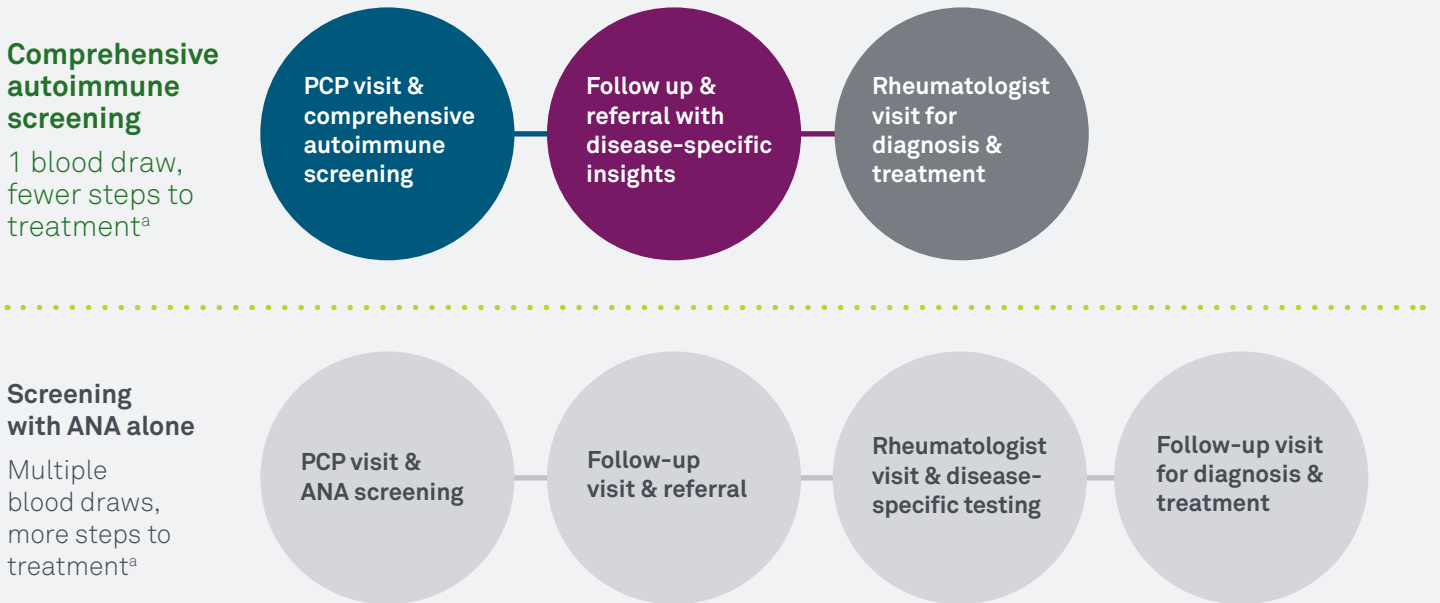 Comprehensive
autoimmune
screening
1 blood draw,
fewer steps to
treatmentᵃ
PCP visit &
comprehensive
autoimmune
screening
Follow up &
referral with
disease-specific
insights
Rheumatologist
visit for
diagnosis &
treatment
Screening
with ANA alone
Multiple
blood draws,
more steps to
treatmentᵃ
PCP visit &
ANA screening
Follow-up
visit & referral
Rheumatologist
visit & disease-
specific testing
Follow-up visit
for diagnosis &
treatment